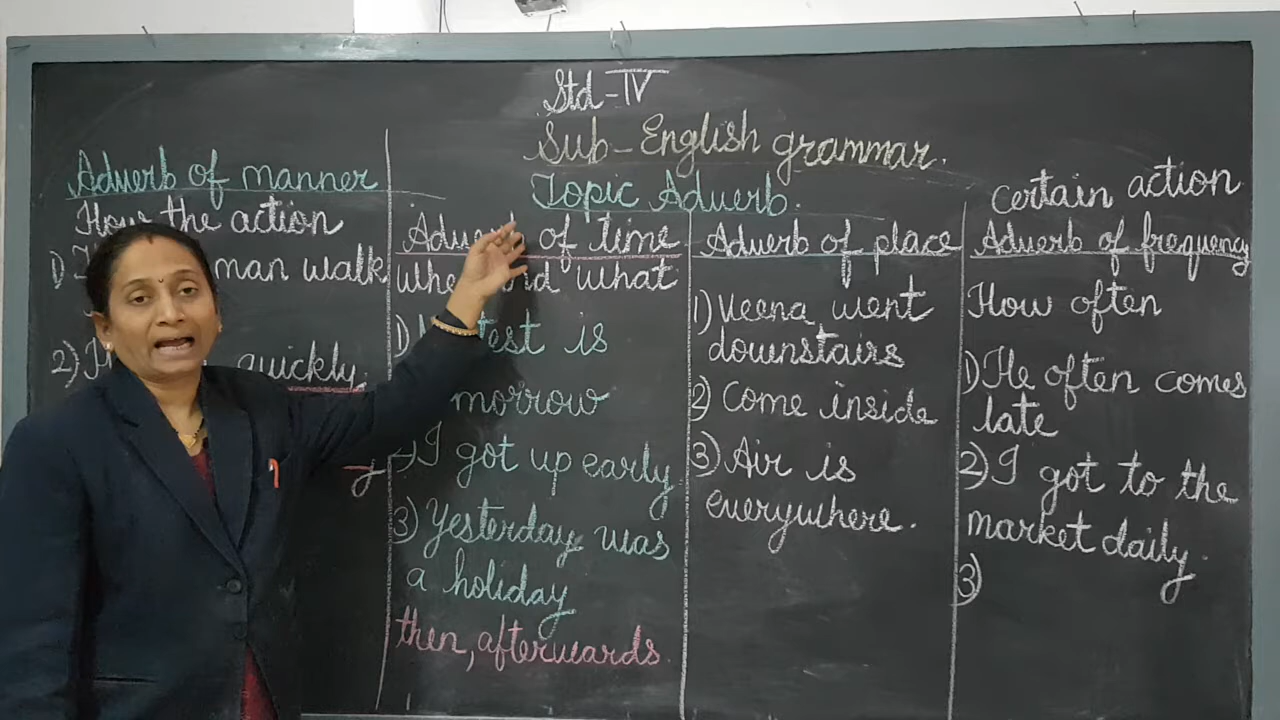 Std-IV
Sub-English grammar.
Topic Adverb.
Adverb of manner
How the action
1) man walk
2) quickly.
Adverb of time
and what
1) test is
morrow
2) I got up early
3) Yesterday was
a holiday
then, afterwards.
Adverb of place
1) Veena went
downstairs
2) Come inside
3) Air is
everywhere.
certain action
Adverb of frequency
How often
1) He often comes
late
2) I got to the
market daily.
3)